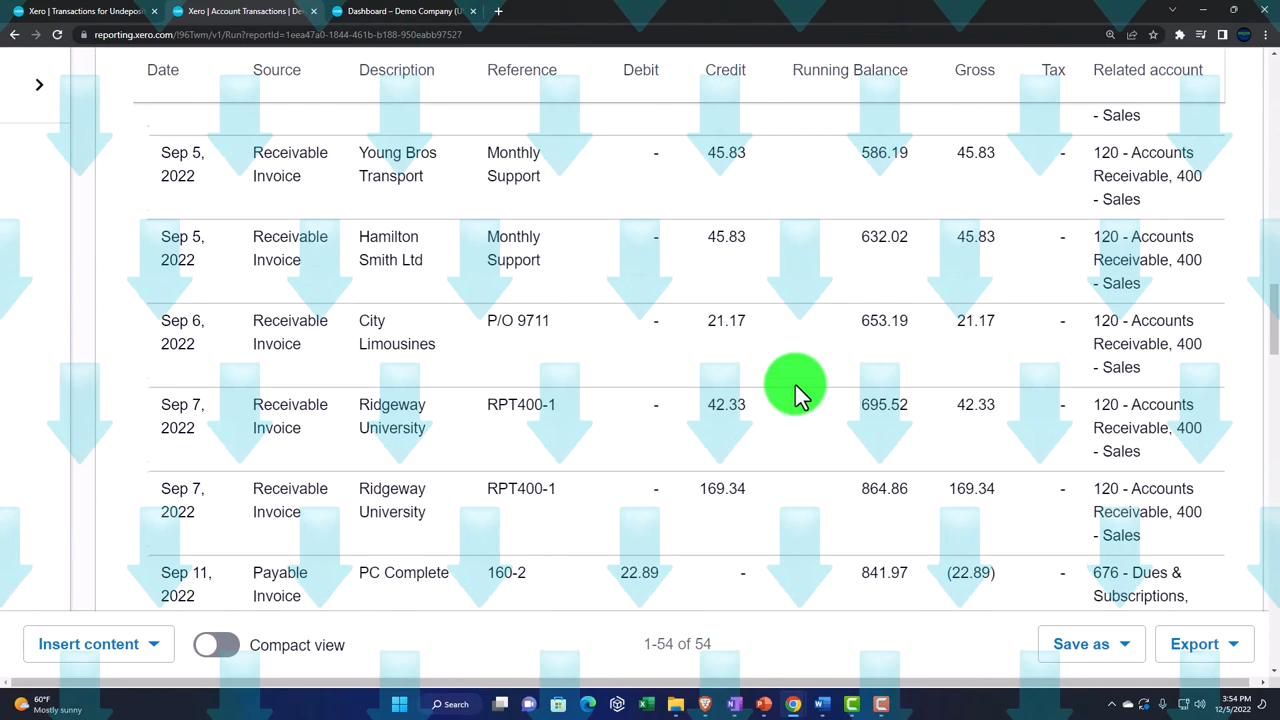 Xero | Transactions for Undepos
Xero | Account Transactions | De
Dashboard – Demo Company (U
reporting.xero.com/!96Twm/v1/Run?reportId=1eea47a0-1844-461b-b188-950eabb97527
Date Source Description Reference Debit Credit Running Balance Gross Tax Related account
- Sales
Sep 5, Receivable Young Bros Monthly - 45.83 586.19 45.83 - 120 - Accounts
2022 Invoice Transport Support Receivable, 400
- Sales
Sep 5, Receivable Hamilton Monthly - 45.83 632.02 45.83 - 120 - Accounts
2022 Invoice Smith Ltd Support Receivable, 400
- Sales
Sep 6, Receivable City P/O 9711 - 21.17 653.19 21.17 - 120 - Accounts
2022 Invoice Limousines Receivable, 400
- Sales
Sep 7, Receivable Ridgeway RPT400-1 - 42.33 695.52 42.33 - 120 - Accounts
2022 Invoice University Receivable, 400
- Sales
Sep 7, Receivable Ridgeway RPT400-1 - 169.34 864.86 169.34 - 120 - Accounts
2022 Invoice University Receivable, 400
- Sales
Sep 11, Payable PC Complete 160-2 22.89 - 841.97 (22.89) - 676 - Dues &
2022 Invoice Subscriptions,
Insert content Compact view 1-54 of 54 Save as Export
60°F
Mostly sunny
Search
3:54 PM
12/5/2022